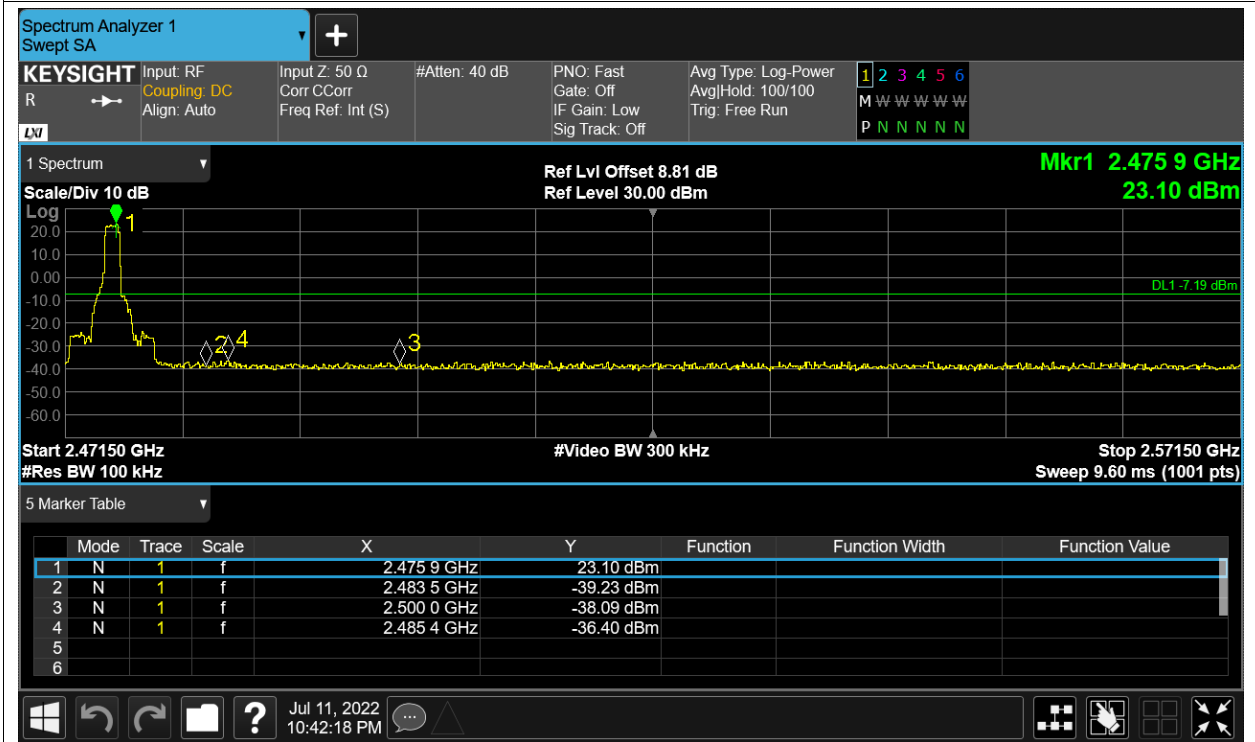 Spectrum Analyzer 1
Swept SA
+
KEYSIGHT Input: RF Input Z: 50 Ω #Atten: 40 dB PNO: Fast Avg Type: Log-Power 1 2 3 4 5 6
R Coupling: DC Corr CCorr Gate: Off Avg|Hold: 100/100 M W W W W W
Align: Auto Freq Ref: Int (S) IF Gain: Low Trig: Free Run
LXI Sig Track: Off P N N N N N
1 Spectrum Ref Lvl Offset 8.81 dB Mkr1 2.475 9 GHz
Scale/Div 10 dB Ref Level 30.00 dBm 23.10 dBm
Log
1
20.0
10.0
0.00
DL1 -7.19 dBm
-10.0
-20.0
2 4 3
-30.0
-40.0
-50.0
-60.0
Start 2.47150 GHz #Video BW 300 kHz Stop 2.57150 GHz
#Res BW 100 kHz Sweep 9.60 ms (1001 pts)
5 Marker Table
Mode Trace Scale X Y Function Function Width Function Value
1 N 1 f 2.475 9 GHz 23.10 dBm
2 N 1 f 2.483 5 GHz -39.23 dBm
3 N 1 f 2.500 0 GHz -38.09 dBm
4 N 1 f 2.485 4 GHz -36.40 dBm
5
6
? Jul 11, 2022
10:42:18 PM